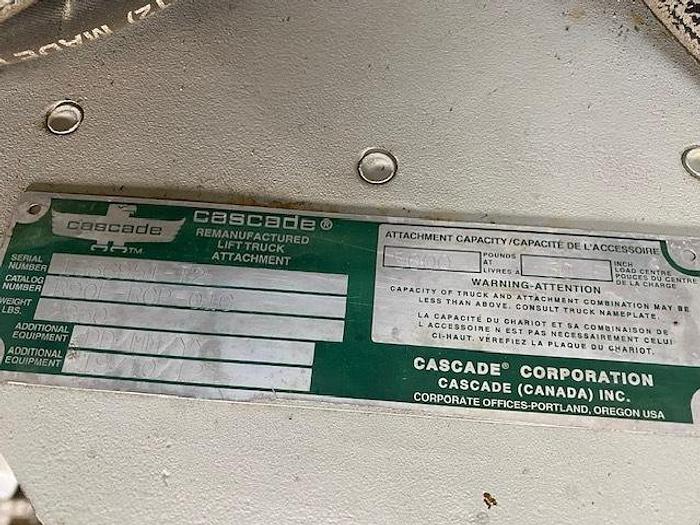 12) MADE
cascade
TM
cascade®
REMANUFACTURED
LIFT TRUCK
ATTACHMENT
SERIAL
NUMBER
CATALOG
NUMBER
WEIGHT
LBS.
ADDITIONAL
EQUIPMENT
ADDITIONAL
EQUIPMENT
ATTACHMENT CAPACITY/CAPACITÉ DE L'ACCESSOIRE
POUNDS
AT
LIVRES À
INCH
LOAD CENTRE
POUCES DU CENTRE
DE LA CHARGE
WARNING-ATTENTION
CAPACITY OF TRUCK AND ATTACHMENT COMBINATION MAY BE
LESS THAN ABOVE. CONSULT TRUCK NAMEPLATE.
LA CAPACITÉ DU CHARIOT ET SA COMBINAISON DE
L ACCESSOIRE N EST PAS NECESSAIREMENT CELUI
CI-HAUT. VÉREFIEZ LA PLAQUE DU CHARIOT.
CASCADE® CORPORATION
CASCADE (CANADA) INC.
CORPORATE OFFICES-PORTLAND, OREGON USA